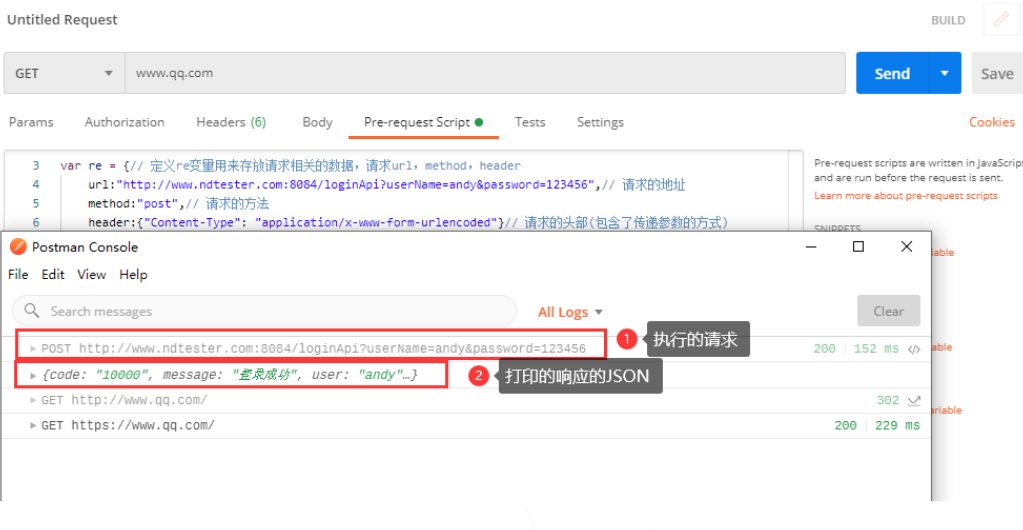 Untitled Request
BUILD
GET
www.qq.com
Send
Save
Params
Authorization
Headers (6)
Body
Pre-request Script
Tests
Settings
Cookies
3 var re = {// 定义re变量用来存放请求相关的数据，请求url，method，header
4 url:"http://www.ndtester.com:8084/loginApi?userName=andy&password=123456",// 请求的地址
5 method:"post",// 请求的方法
6 header:{"Content-Type": "application/x-www-form-urlencoded"}// 请求的头部(包含了传递参数的方式)
Pre-request scripts are written in JavaScript
and are run before the request is sent.
Learn more about pre-request scripts
SNIPPETS
iable
able
ariable
Postman Console
File Edit View Help
Search messages
All Logs
Clear
POST http://www.ndtester.com:8084/loginApi?userName=andy&password=123456
1 执行的请求
200 152 ms
{code: "10000", message: "登录成功", user: "andy"…}
2 打印的响应的JSON
GET http://www.qq.com/
302
GET https://www.qq.com/
200 229 ms